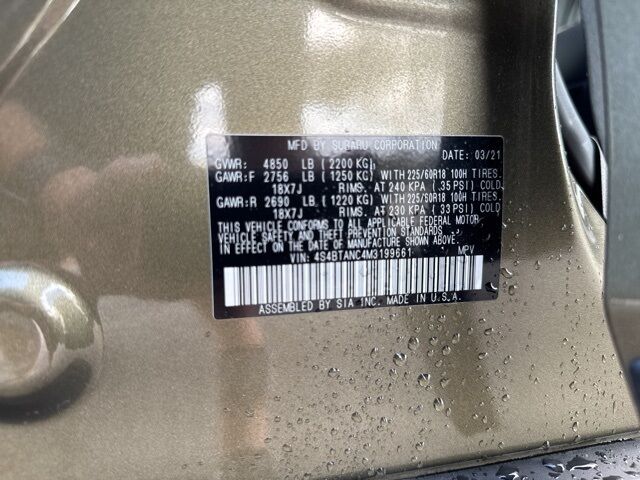 MFD BY SUBARU CORPORATION
DATE: 03/21
GVWR: 4850 LB (2200 KG)
GAWR:F 2756 LB (1250 KG) WITH 225/60R18 100H TIRES,
18X7J RIMS, AT 240 KPA (35 PSI) COLD
GAWR:R 2690 LB (1220 KG) WITH 225/60R18 100H TIRES,
18X7J RIMS, AT 230 KPA (33 PSI) COLD
THIS VEHICLE CONFORMS TO ALL APPLICABLE FEDERAL MOTOR
VEHICLE SAFETY AND THEFT PREVENTION STANDARDS
IN EFFECT ON THE DATE OF MANUFACTURE SHOWN ABOVE.
VIN: 4S4BTANC4M3199661 MPV
ASSEMBLED BY SIA INC. MADE IN U.S.A.